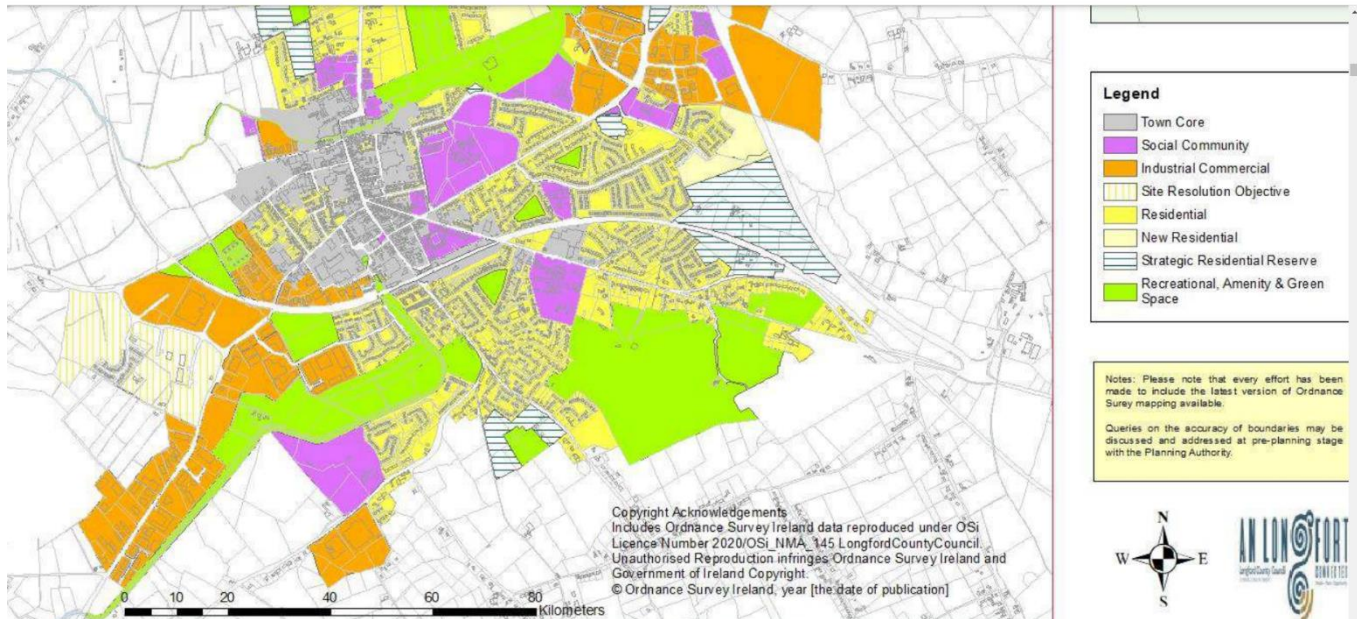 Legend
Town Core
Social Community
Industrial Commercial
Site Resolution Objective
Residential
New Residential
Strategic Residential Reserve
Recreational, Amenity & Green
Space
Notes: Please note that every effort has been
made to include the latest version of Ordnance
Surey mapping available.
Queries on the accuracy of boundaries may be
discussed and addressed at pre-planning stage
with the Planning Authority.
Copyright Acknowledgements
Includes Ordnance Survey Ireland data reproduced under OSi
Licence Number 2020/OSi_NMA_145 LongfordCountyCouncil.
Unauthorised Reproduction infringes Ordnance Survey Ireland and
Government of Ireland Copyright.
© Ordnance Survey Ireland, year [the date of publication]
0 10 20 40 60 80
Kilometers
N
W E
S
AN LONGFORT
Longford County Council
CONNECTED